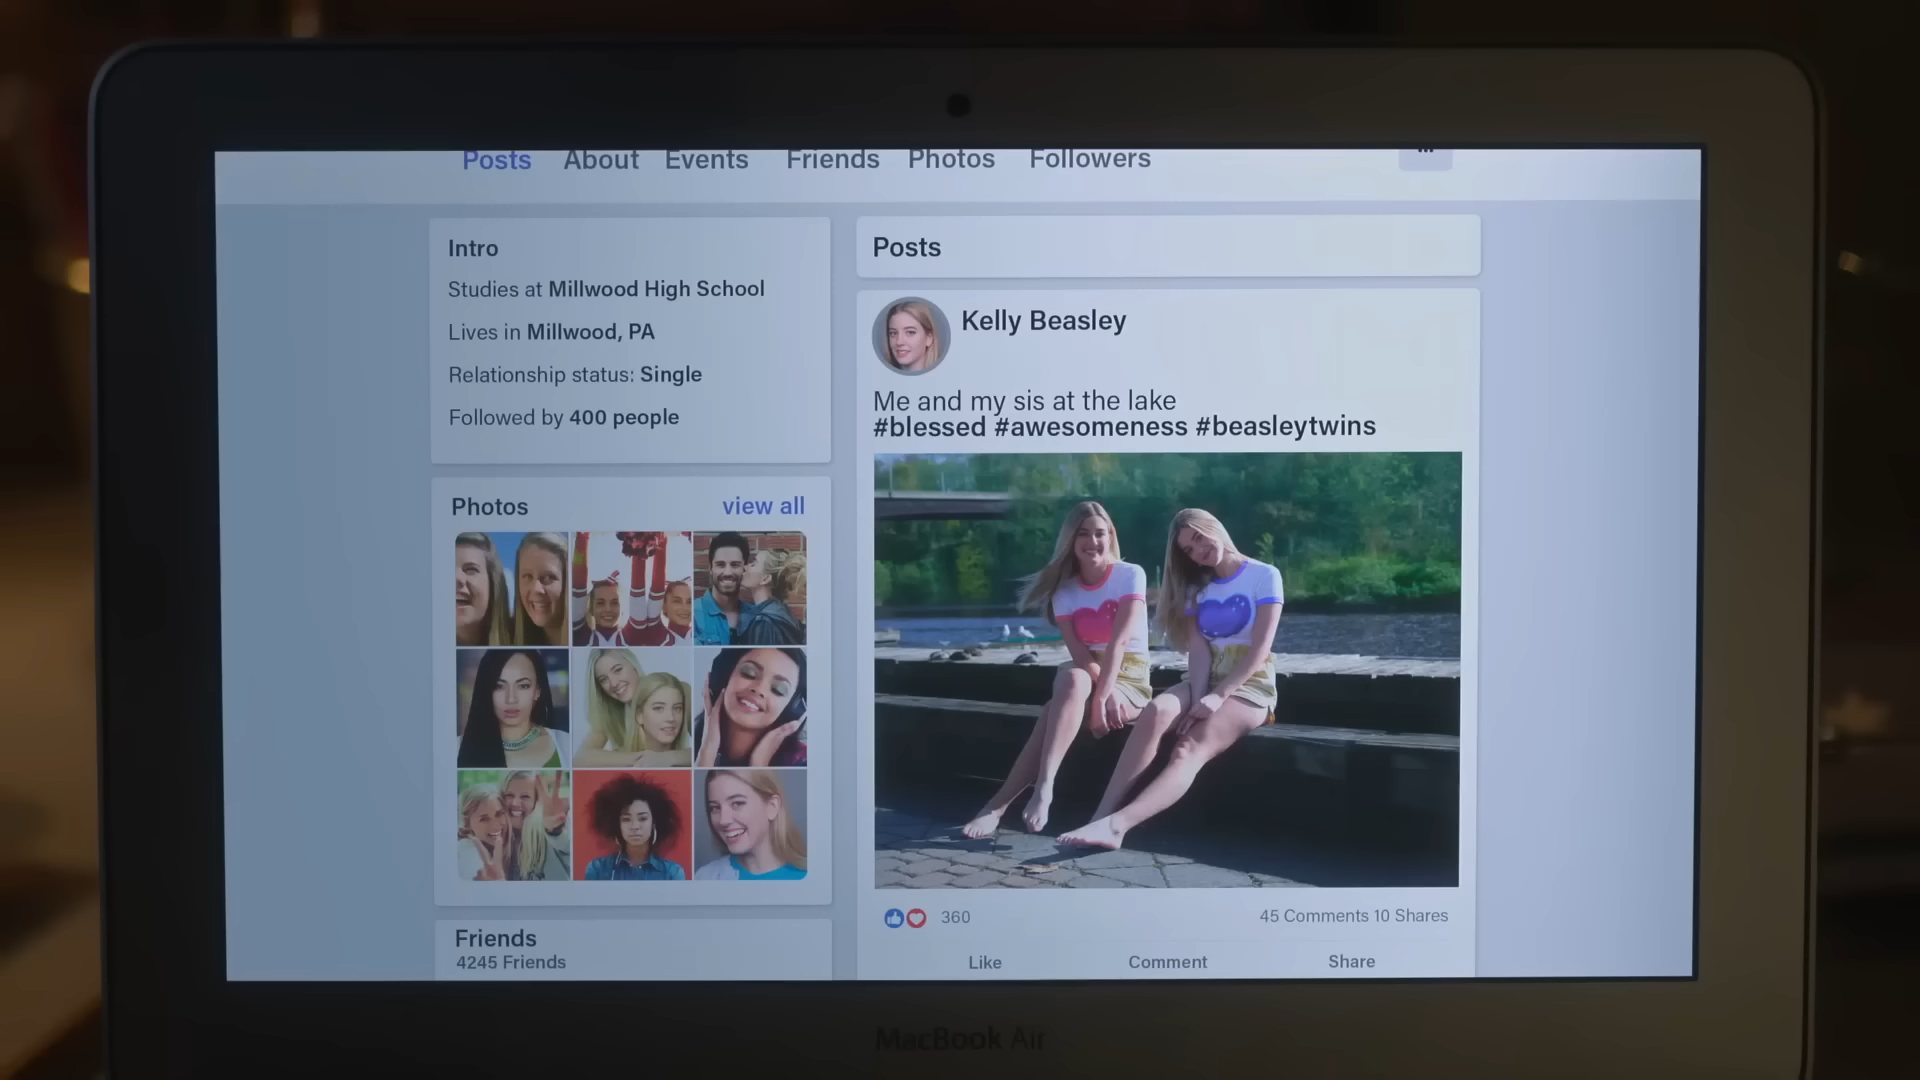 Posts About Events Friends Photos Followers
Intro
Studies at Millwood High School
Lives in Millwood, PA
Relationship status: Single
Followed by 400 people
Photos view all
Friends
4245 Friends
Posts
Kelly Beasley
Me and my sis at the lake
#blessed #awesomeness #beasleytwins
360
45 Comments 10 Shares
Like Comment Share
MacBook Air